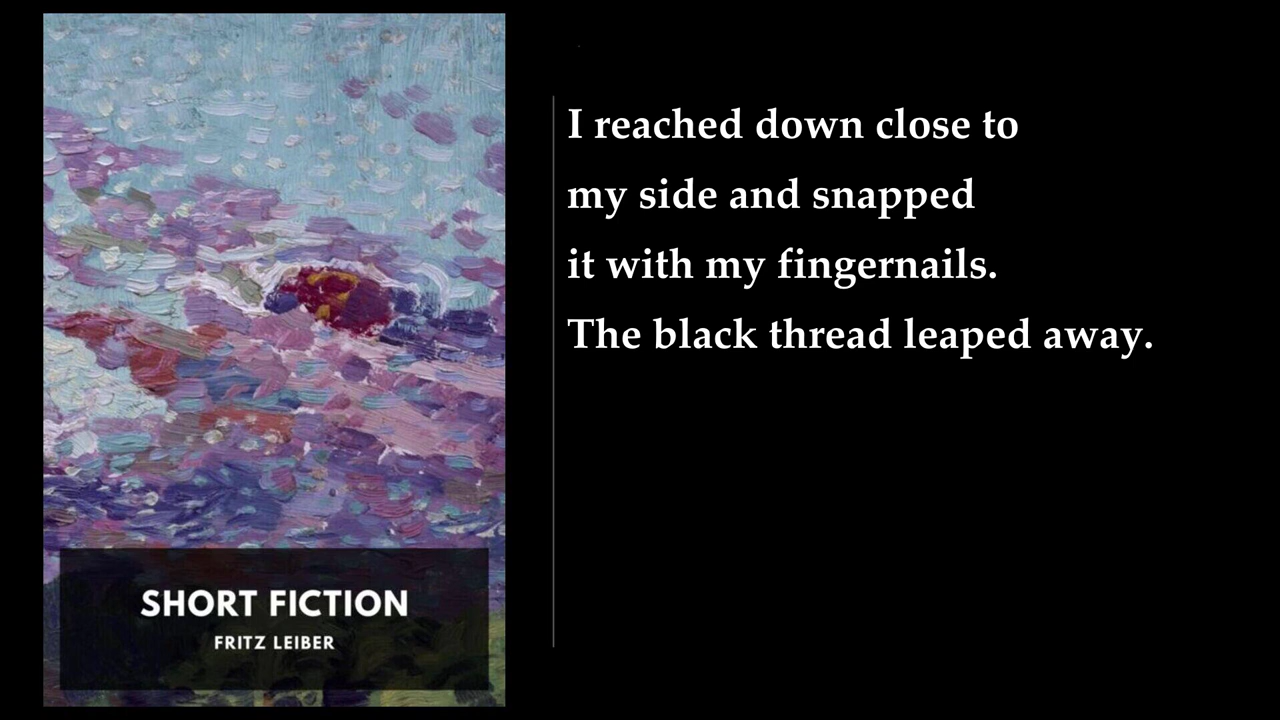 SHORT FICTION
FRITZ LEIBER
I reached down close to
my side and snapped
it with my fingernails.
The black thread leaped away.